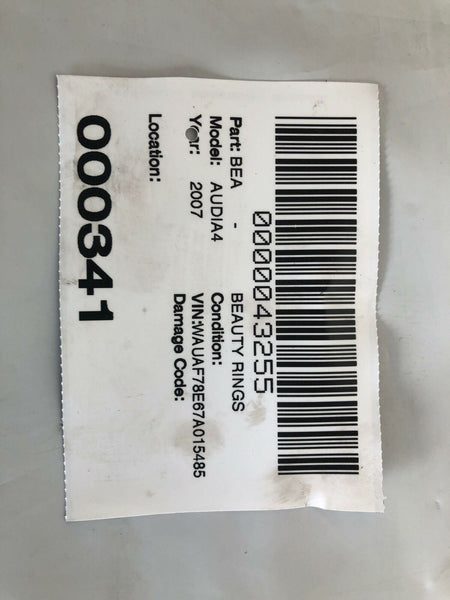 0000043255
Part: BEA - BEAUTY RINGS
Model: AUDIA4 Condition:
Year: 2007 VIN:WAUAF78E67A015485
Damage Code:
Location:
000341